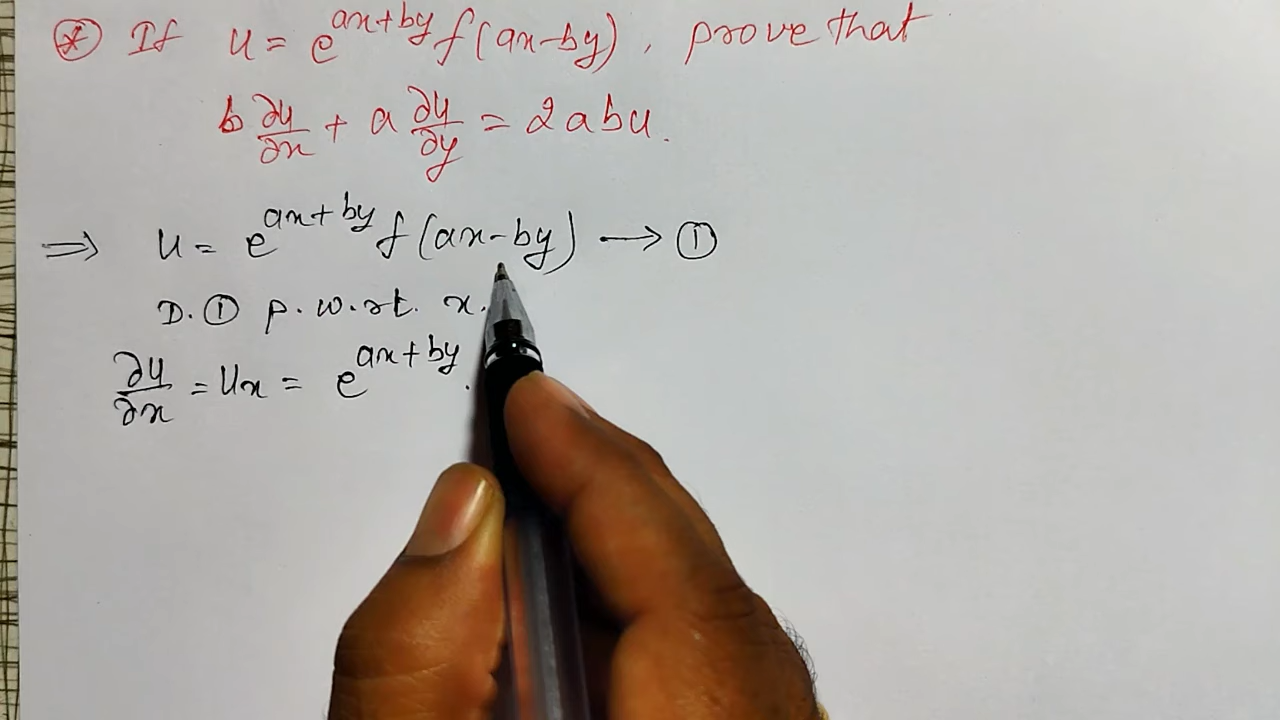 ⊛ If u = e^{ax+by} f(ax-by), prove that
b ∂u/∂x + a ∂u/∂y = 2abu.
⇒ u = e^{ax+by} f(ax-by) → ①
D. ① p. w. r. t. x.
∂u/∂x = ux = e^{ax+by} .